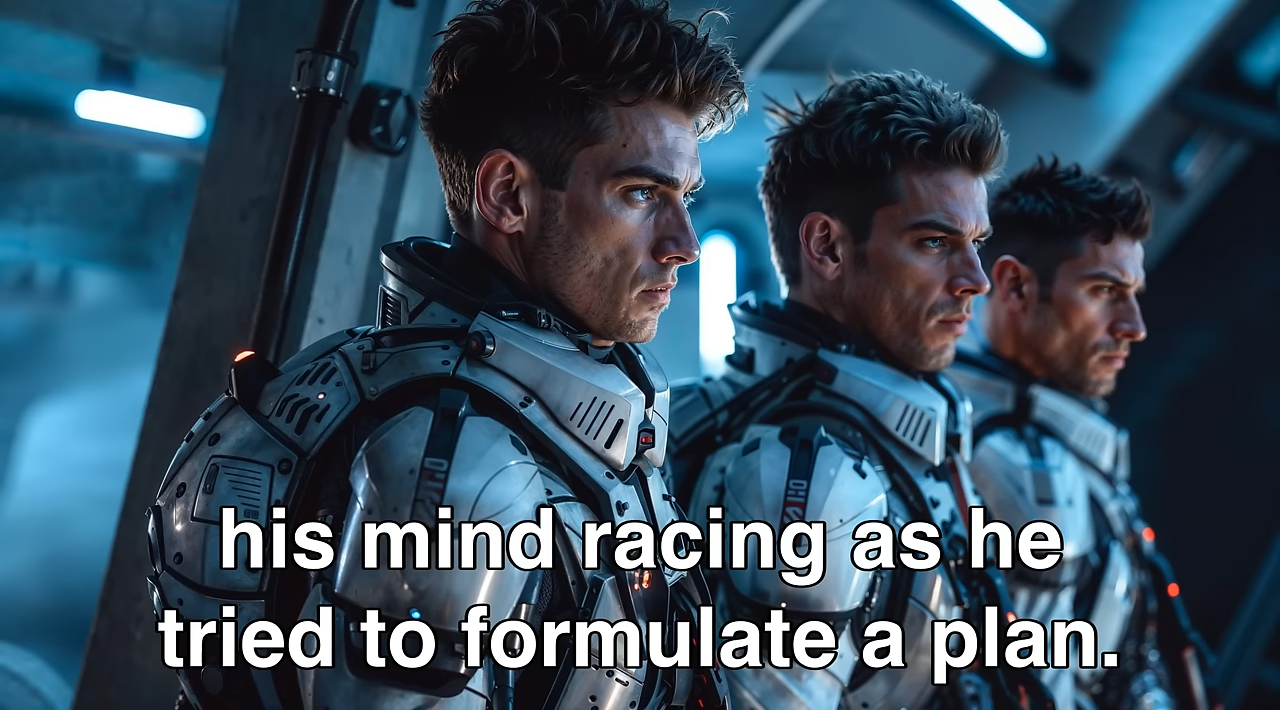 his mind racing as he
tried to formulate a plan.